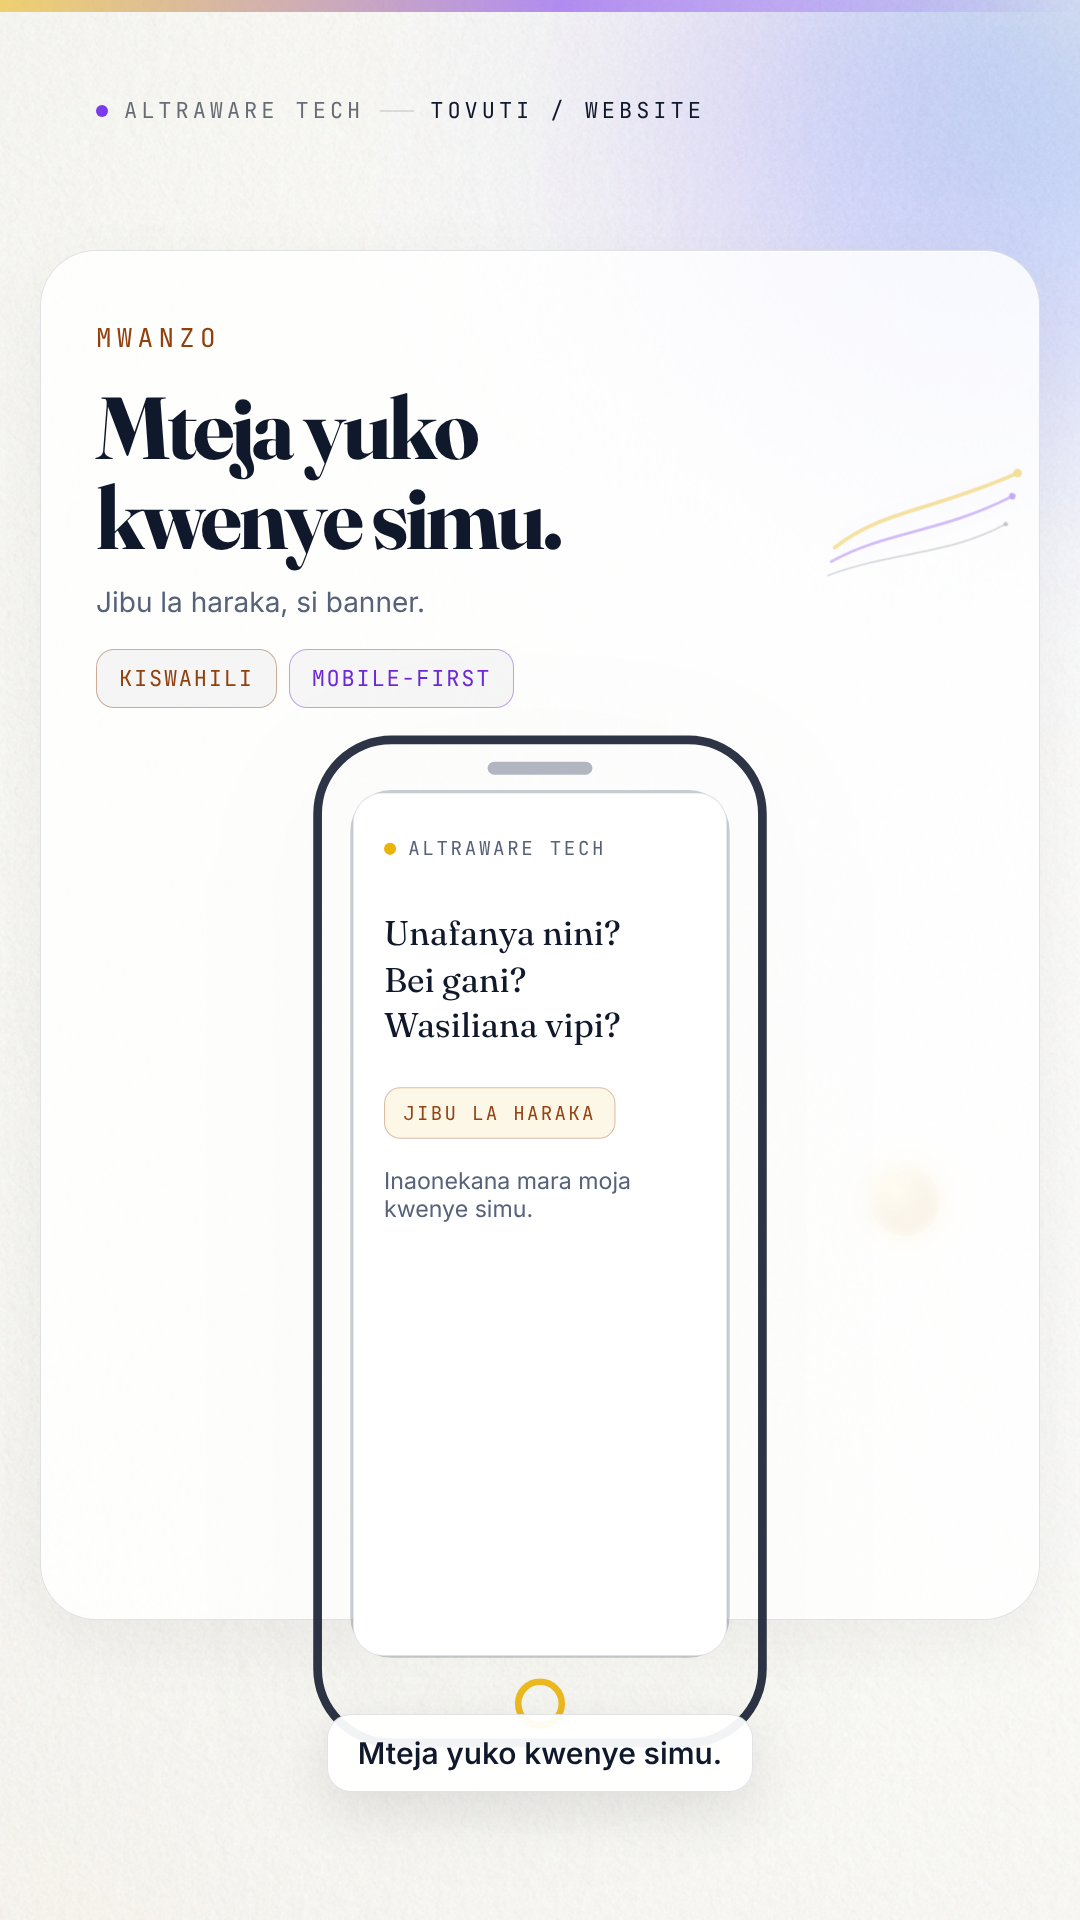 ALTRAWARE TECH — TOVUTI / WEBSITE
MWANZO
Mteja yuko
kwenye simu.
Jibu la haraka, si banner.
KISWAHILI
MOBILE-FIRST
ALTRAWARE TECH
Unafanya nini?
Bei gani?
Wasiliana vipi?
JIBU LA HARAKA
Inaonekana mara moja
kwenye simu.
Mteja yuko kwenye simu.